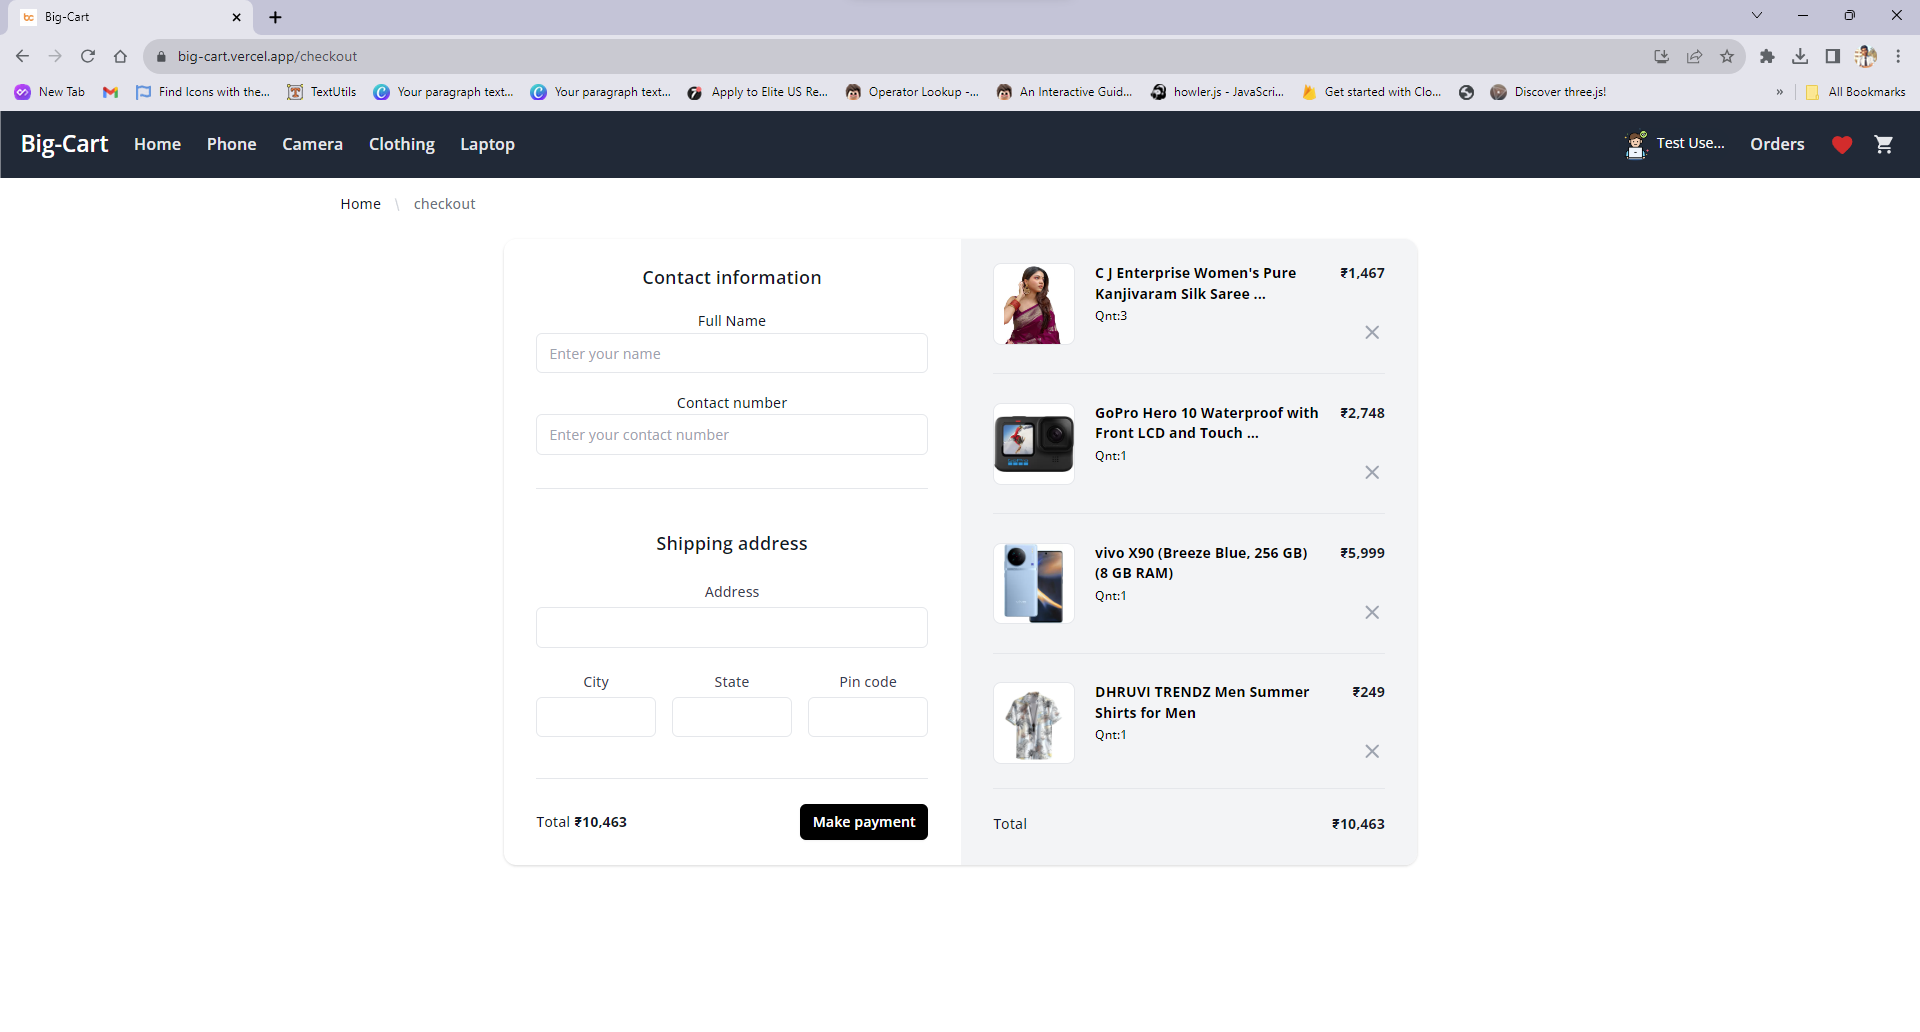 Big-Cart
big-cart.vercel.app/checkout
New Tab
Find Icons with the...
TextUtils
Your paragraph text...
Your paragraph text...
Apply to Elite US Re...
Operator Lookup -...
An Interactive Guid...
howler.js - JavaScri...
Get started with Clo...
Discover three.js!
»
All Bookmarks
Big-Cart
Home
Phone
Camera
Clothing
Laptop
Test Use...
Orders
Home \ checkout
Contact information
Full Name
Enter your name
Contact number
Enter your contact number
Shipping address
Address
City
State
Pin code
Total ₹10,463
Make payment
C J Enterprise Women's Pure
Kanjivaram Silk Saree ...
₹1,467
Qnt:3
GoPro Hero 10 Waterproof with
Front LCD and Touch ...
₹2,748
Qnt:1
vivo X90 (Breeze Blue, 256 GB)
(8 GB RAM)
₹5,999
Qnt:1
DHRUVI TRENDZ Men Summer
Shirts for Men
₹249
Qnt:1
Total
₹10,463